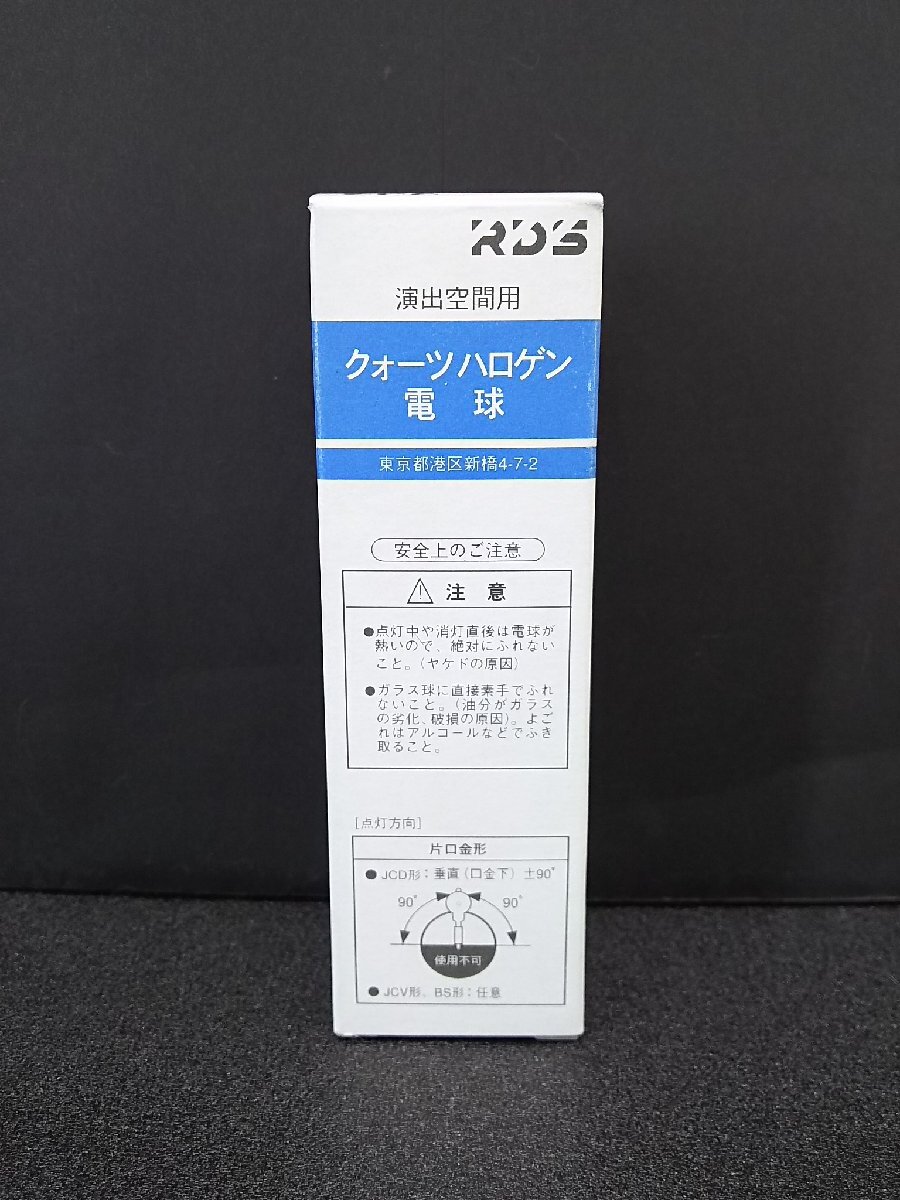 RDS
演出空間用
クォーツハロゲン
電球
東京都港区新橋4-7-2
安全上のご注意
注意
●点灯中や消灯直後は電球が
熱いので、絶対にふれない
こと。(ヤケドの原因)
●ガラス球に直接素手でふれ
ないこと。(油分がガラス
の劣化、破損の原因)。よご
れはアルコールなどでふき
取ること。
[点灯方向]
片口金形
●JCD形：垂直(口金下)±90°
90° 90°
使用不可
●JCV形、BS形：任意